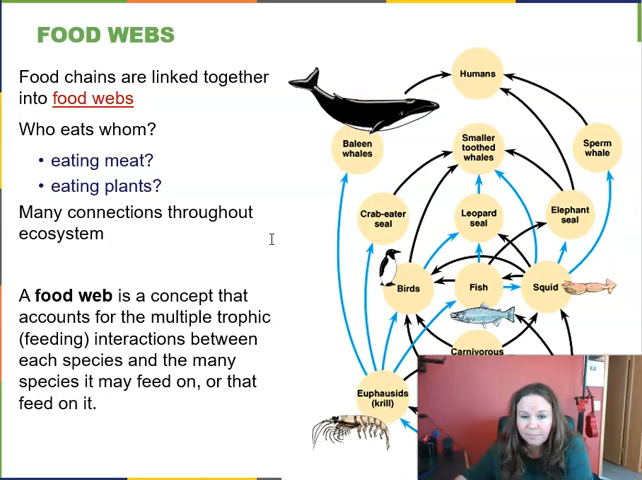 FOOD WEBS
Food chains are linked together
into food webs
Who eats whom?
• eating meat?
• eating plants?
Many connections throughout
ecosystem
A food web is a concept that
accounts for the multiple trophic
(feeding) interactions between
each species and the many
species it may feed on, or that
feed on it.
Humans
Baleen
whales
Smaller
toothed
whales
Sperm
whale
Crab-eater
seal
Leopard
seal
Elephant
seal
Birds
Fish
Squid
Carnivorous
Euphausids
(krill)